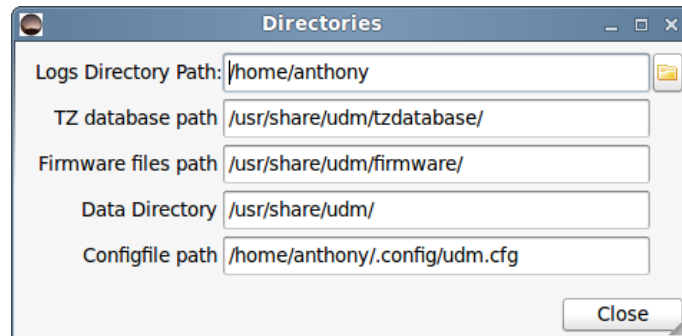 Directories
Logs Directory Path: /home/anthony
TZ database path /usr/share/udm/tzdatabase/
Firmware files path /usr/share/udm/firmware/
Data Directory /usr/share/udm/
Configfile path /home/anthony/.config/udm.cfg
Close